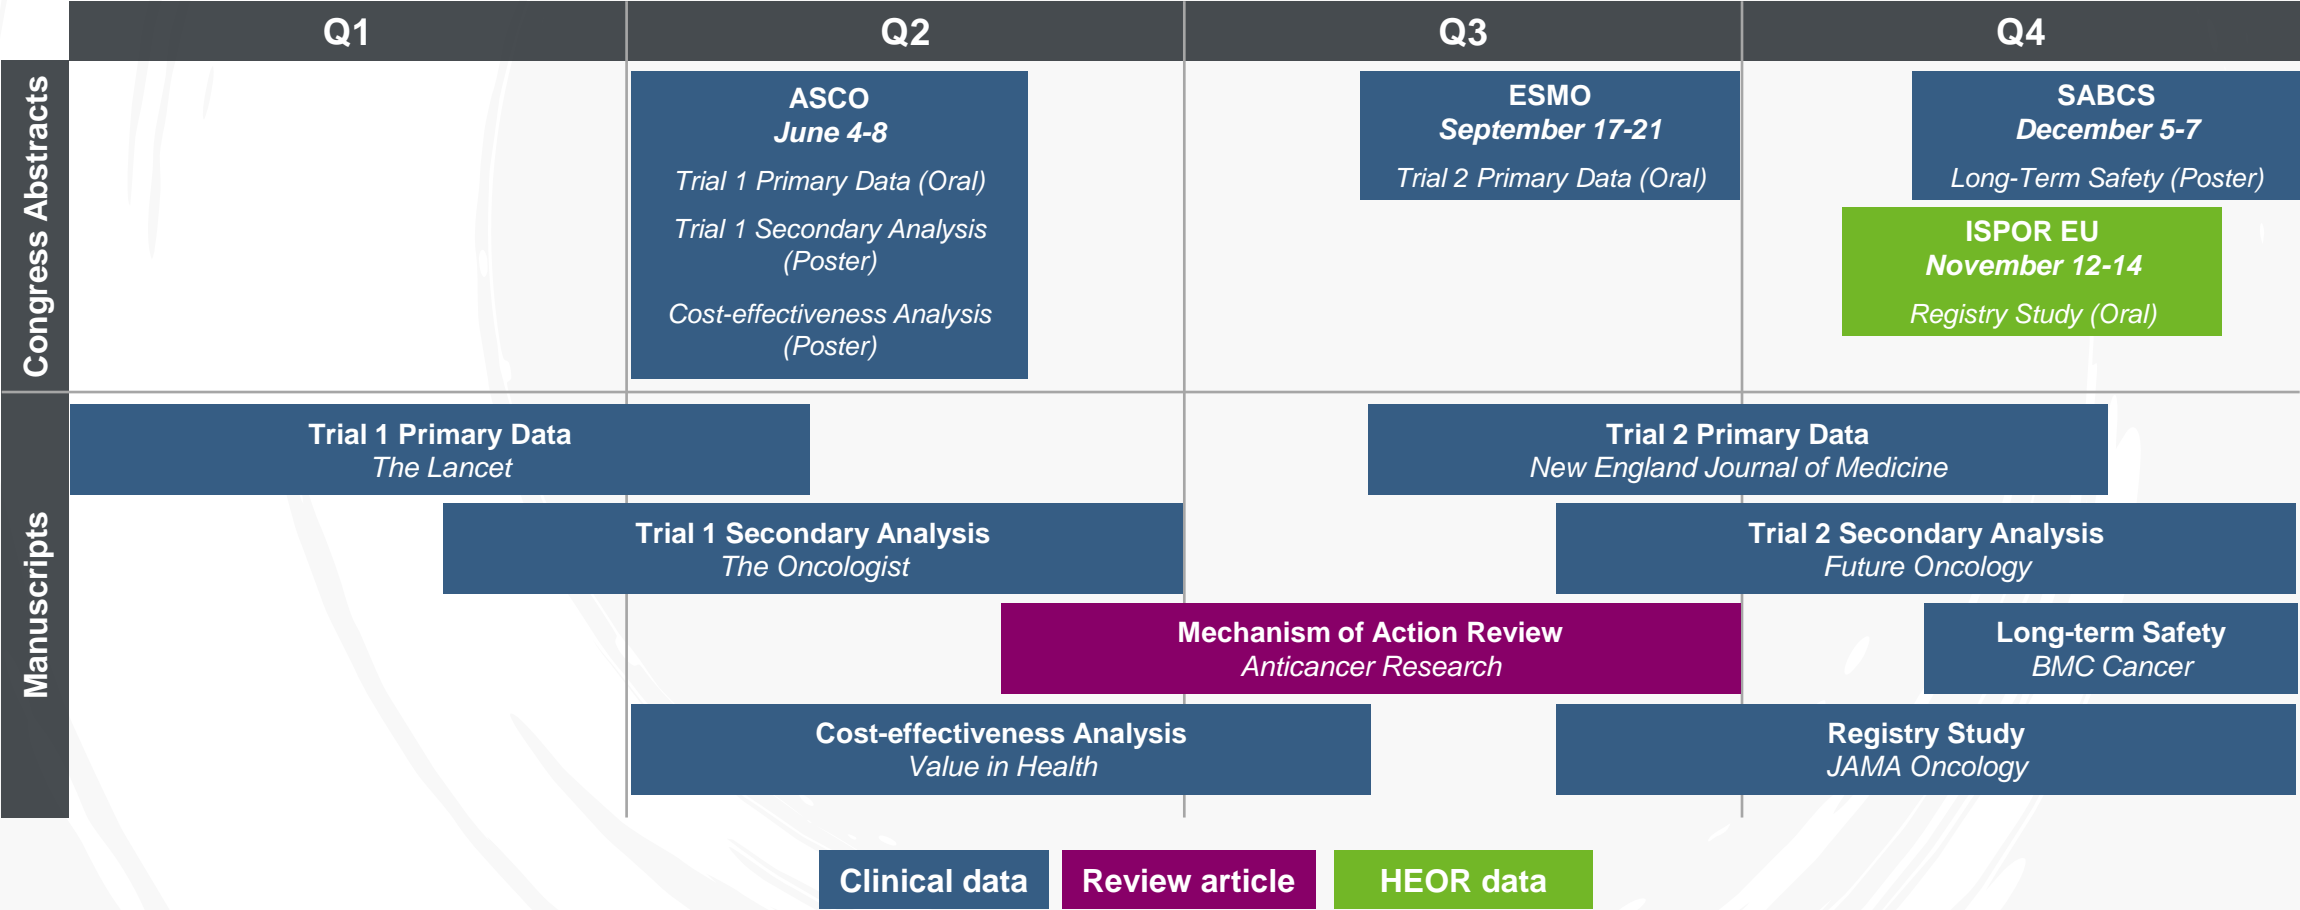 Q1
Q2
Q3
Q4
Congress Abstracts
ASCO
June 4-8
Trial 1 Primary Data (Oral)
Trial 1 Secondary Analysis
(Poster)
Cost-effectiveness Analysis
(Poster)
ESMO
September 17-21
Trial 2 Primary Data (Oral)
SABCS
December 5-7
Long-Term Safety (Poster)
ISPOR EU
November 12-14
Registry Study (Oral)
Manuscripts
Trial 1 Primary Data
The Lancet
Trial 2 Primary Data
New England Journal of Medicine
Trial 1 Secondary Analysis
The Oncologist
Trial 2 Secondary Analysis
Future Oncology
Mechanism of Action Review
Anticancer Research
Long-term Safety
BMC Cancer
Cost-effectiveness Analysis
Value in Health
Registry Study
JAMA Oncology
Clinical data
Review article
HEOR data